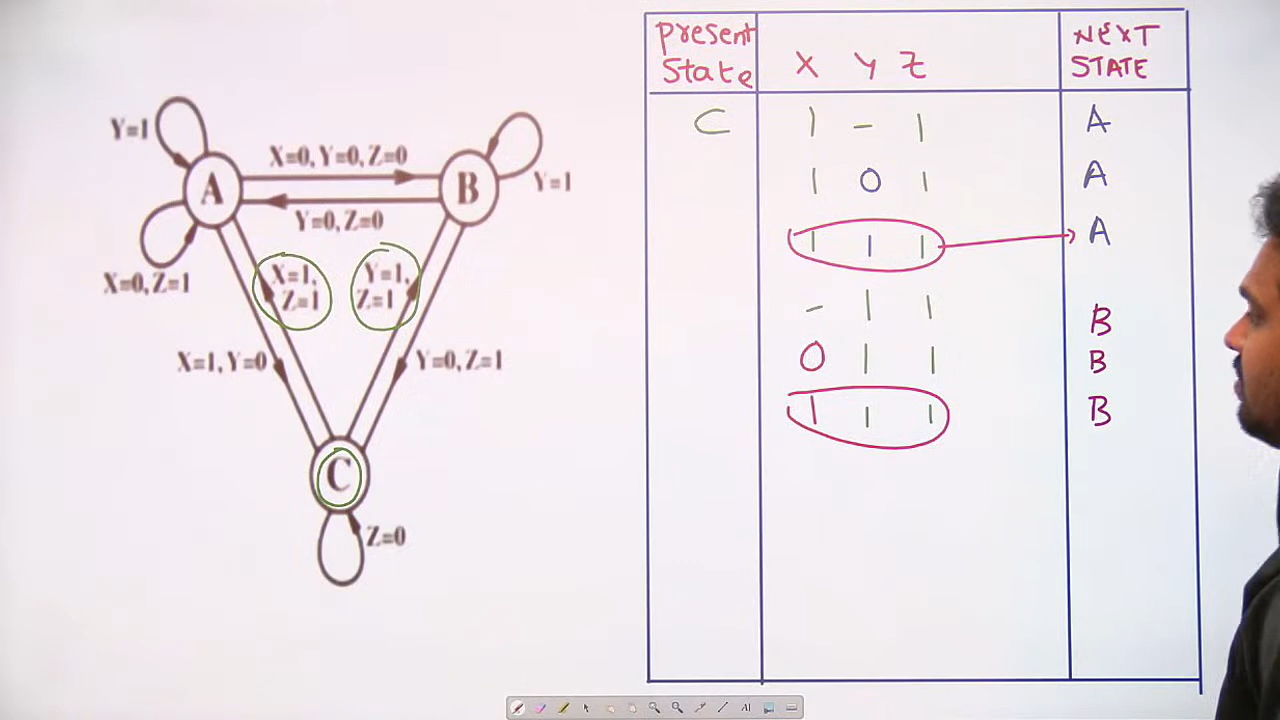 Y=1
A
X=0, Z=1
X=0, Y=0, Z=0
Y=0, Z=0
B
Y=1
X=1,
Z=1
Y=1,
Z=1
X=1, Y=0
Y=0, Z=1
C
Z=0
Present State X Y Z NEXT STATE
C 1 - 1 A
1 0 1 A
1 1 1 A
- 1 1 B
0 1 1 B
1 1 1 B
AI